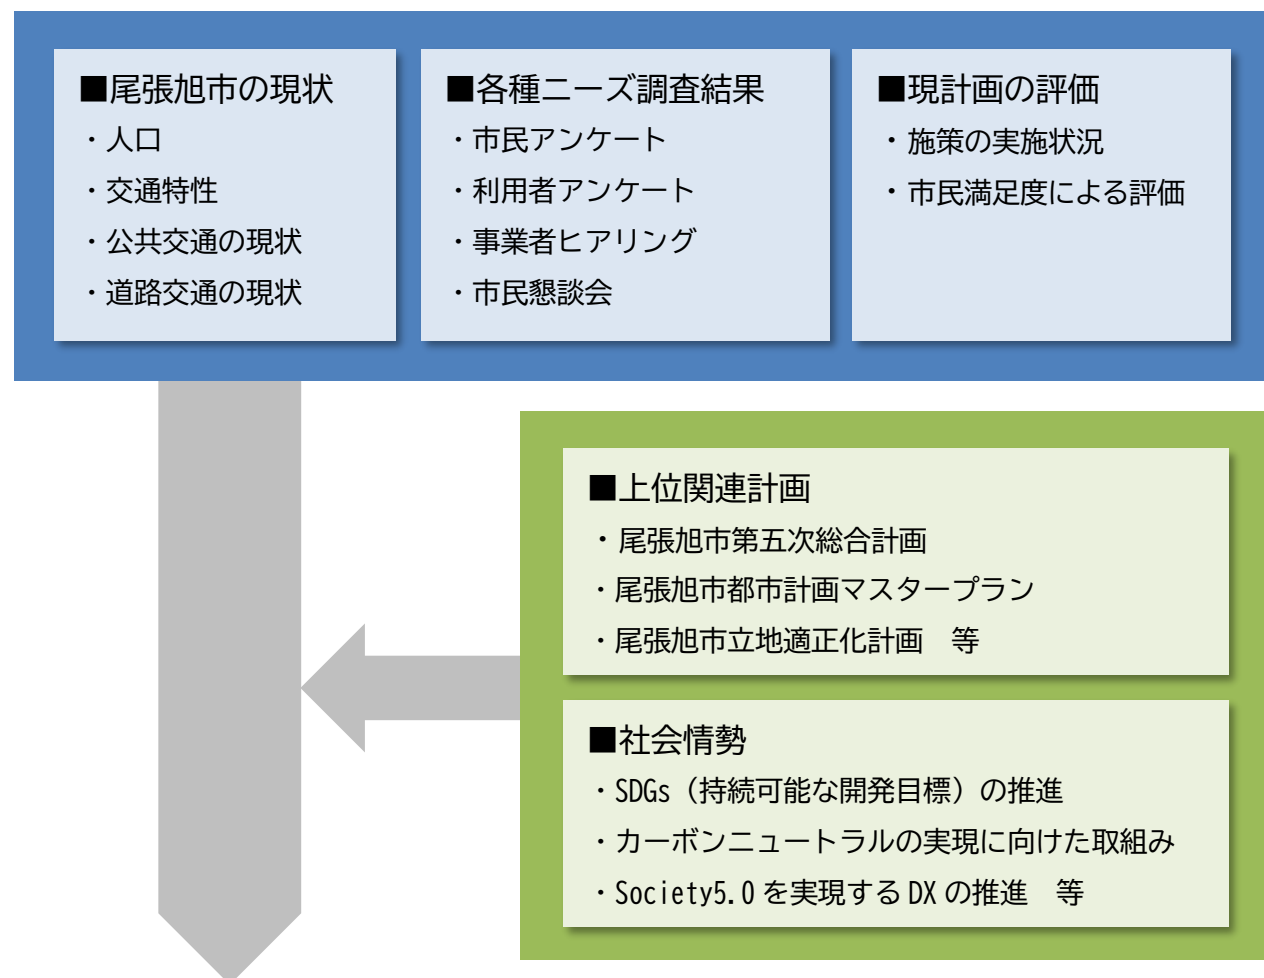 ■尾張旭市の現状
・人口
・交通特性
・公共交通の現状
・道路交通の現状
■各種ニーズ調査結果
・市民アンケート
・利用者アンケート
・事業者ヒアリング
・市民懇談会
■現計画の評価
・施策の実施状況
・市民満足度による評価
■上位関連計画
・尾張旭市第五次総合計画
・尾張旭市都市計画マスタープラン
・尾張旭市立地適正化計画　等
■社会情勢
・SDGs（持続可能な開発目標）の推進
・カーボンニュートラルの実現に向けた取組み
・Society5.0 を実現する DX の推進　等